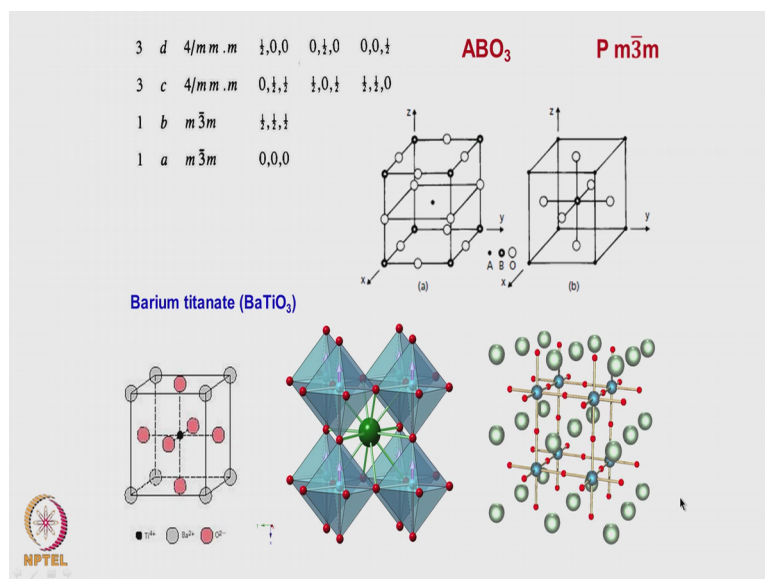 3 d 4/mm.m ½,0,0 0,½,0 0,0,½
3 c 4/mm.m 0,½,½ ½,0,½ ½,½,0
1 b m3̅m ½,½,½
1 a m3̅m 0,0,0
ABO₃ P m3̅m
z z
y y
A B O
x x
(a) (b)
Barium titanate (BaTiO₃)
Ti⁴⁺ Ba²⁺ O²⁻
NPTEL